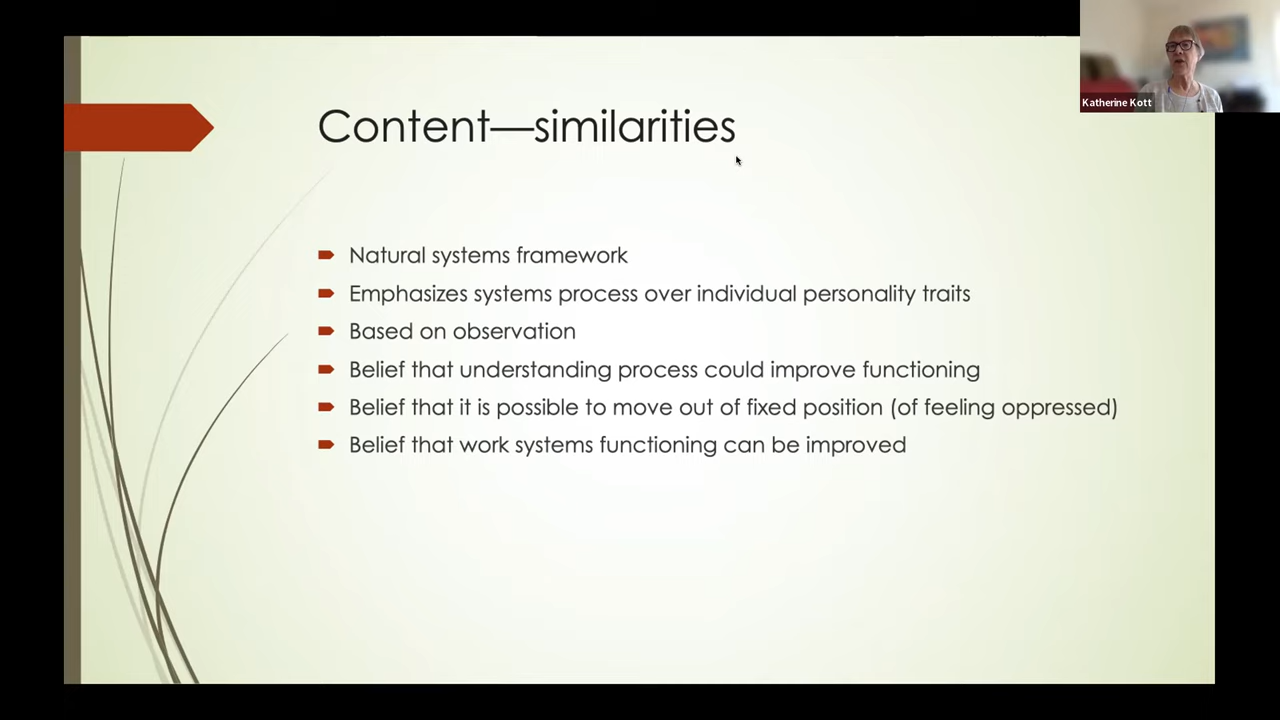 Katherine Kott
Content—similarities
Natural systems framework
Emphasizes systems process over individual personality traits
Based on observation
Belief that understanding process could improve functioning
Belief that it is possible to move out of fixed position (of feeling oppressed)
Belief that work systems functioning can be improved